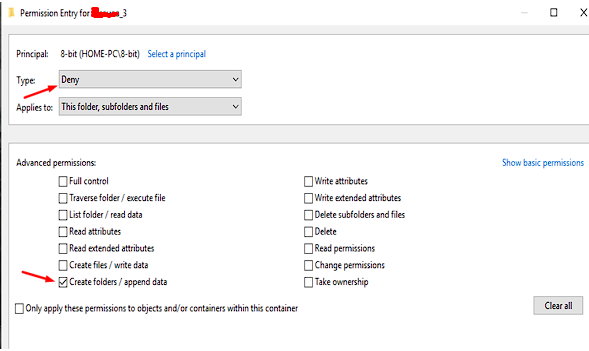 Permission Entry for _3
Principal: 8-bit (HOME-PC\8-bit) Select a principal
Type: Deny
Applies to: This folder, subfolders and files
Advanced permissions: Show basic permissions
Full control
Traverse folder / execute file
List folder / read data
Read attributes
Read extended attributes
Create files / write data
Create folders / append data
Write attributes
Write extended attributes
Delete subfolders and files
Delete
Read permissions
Change permissions
Take ownership
Only apply these permissions to objects and/or containers within this container
Clear all